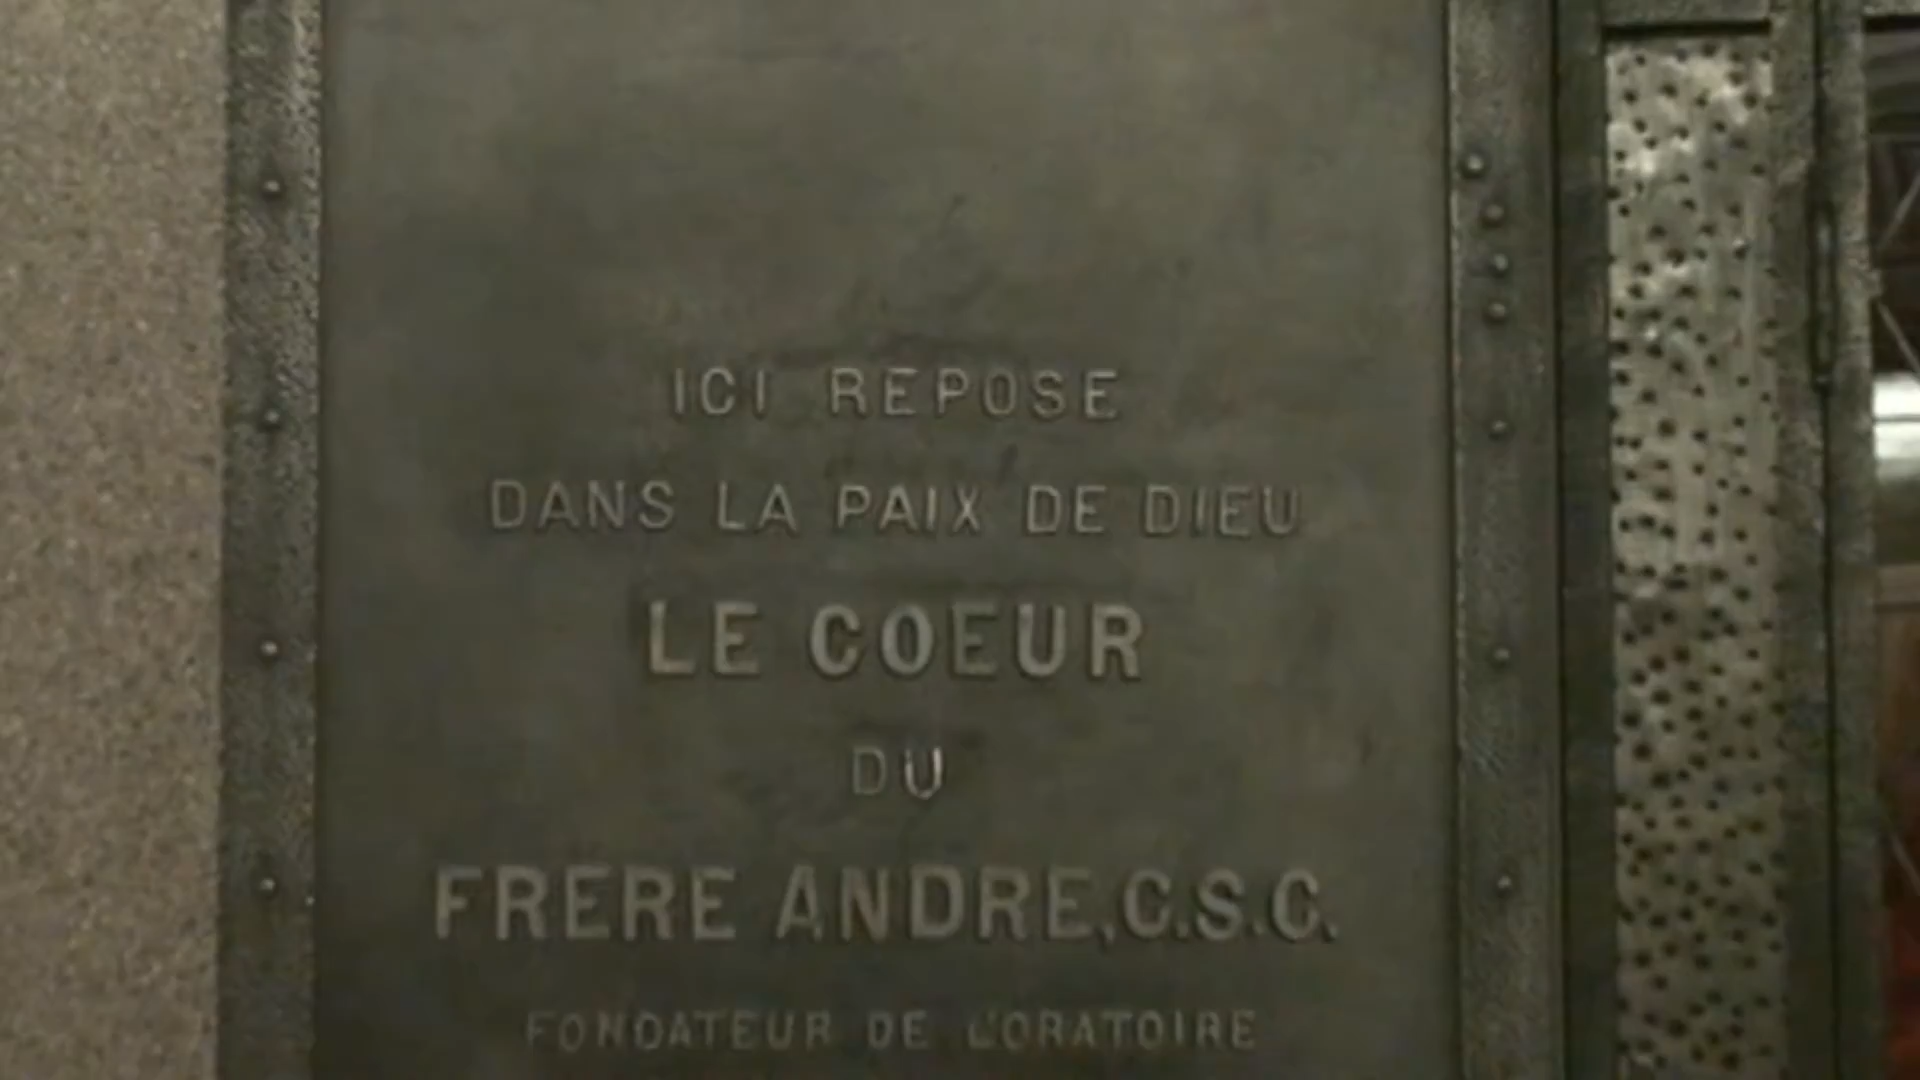 ICI REPOSE
DANS LA PAIX DE DIEU
LE COEUR
DU
FRERE ANDRE, C.S.C.
FONDATEUR DE L'ORATOIRE